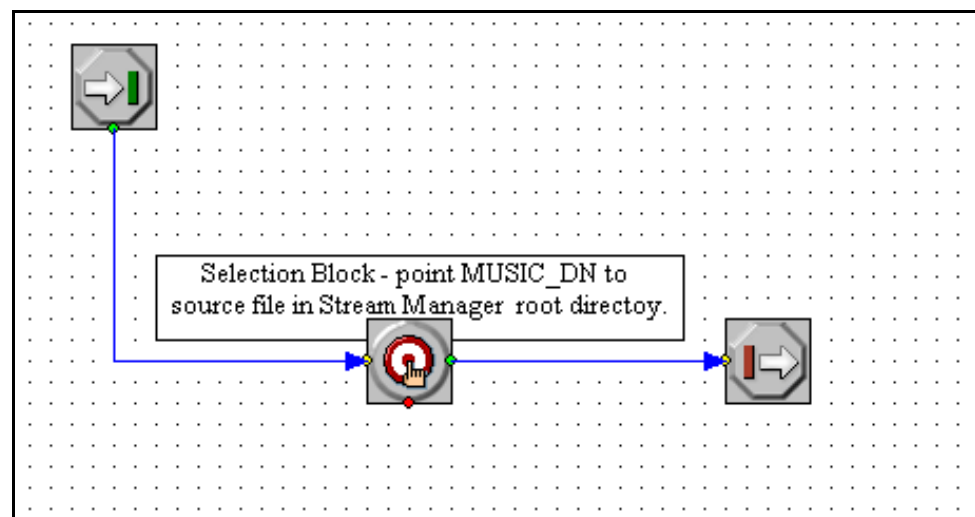 Selection Block - point MUSIC_DN to
source file in Stream Manager root directoy.